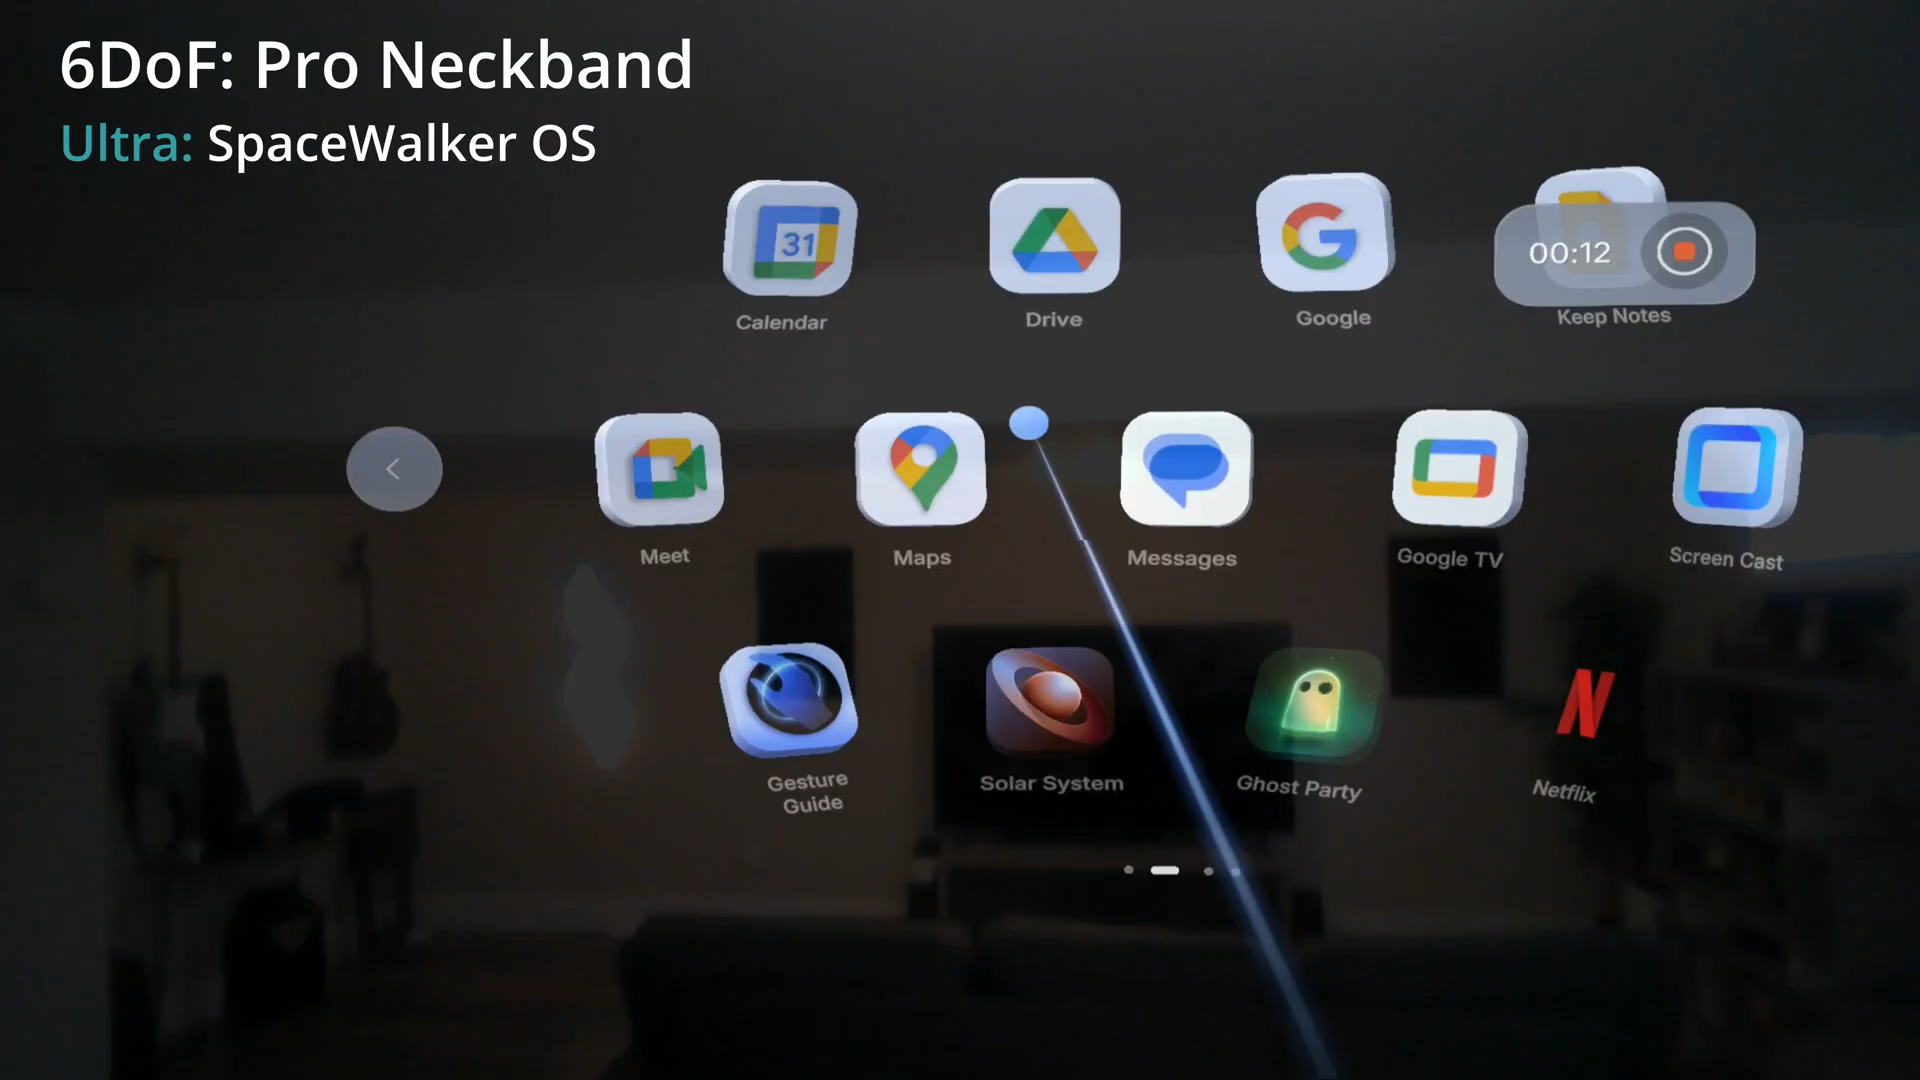 6DoF: Pro Neckband
Ultra: SpaceWalker OS
31
00:12
Calendar
Drive
Google
Keep Notes
Meet
Maps
Messages
Google TV
Screen Cast
Gesture
Guide
Solar System
Ghost Party
Netflix